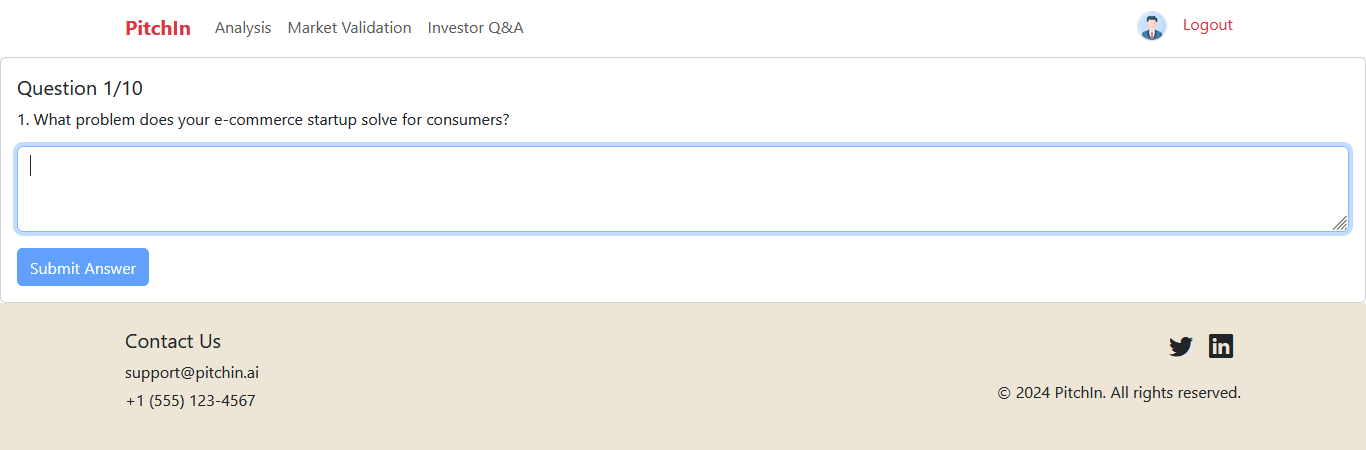 PitchIn Analysis Market Validation Investor Q&A Logout
Question 1/10
1. What problem does your e-commerce startup solve for consumers?
Submit Answer
Contact Us
support@pitchin.ai
+1 (555) 123-4567
© 2024 PitchIn. All rights reserved.